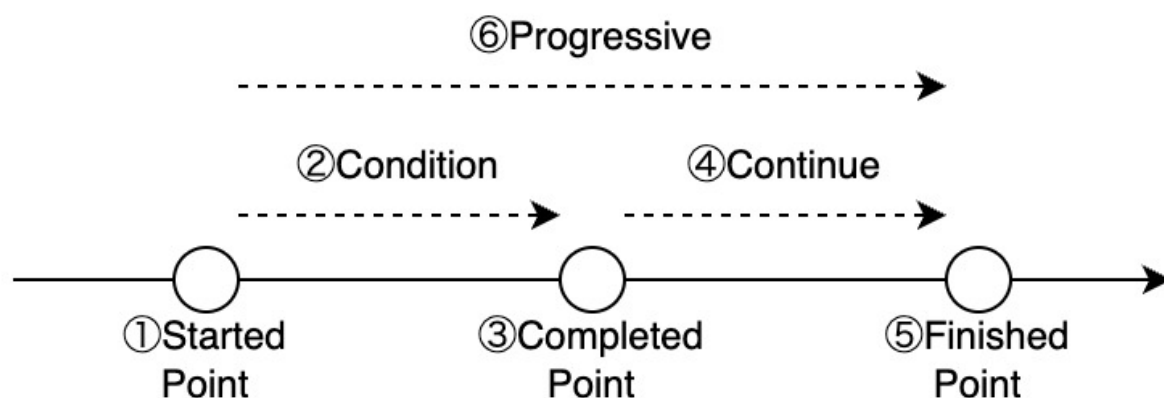 ⑥Progressive
②Condition
④Continue
①Started
Point
③Completed
Point
⑤Finished
Point